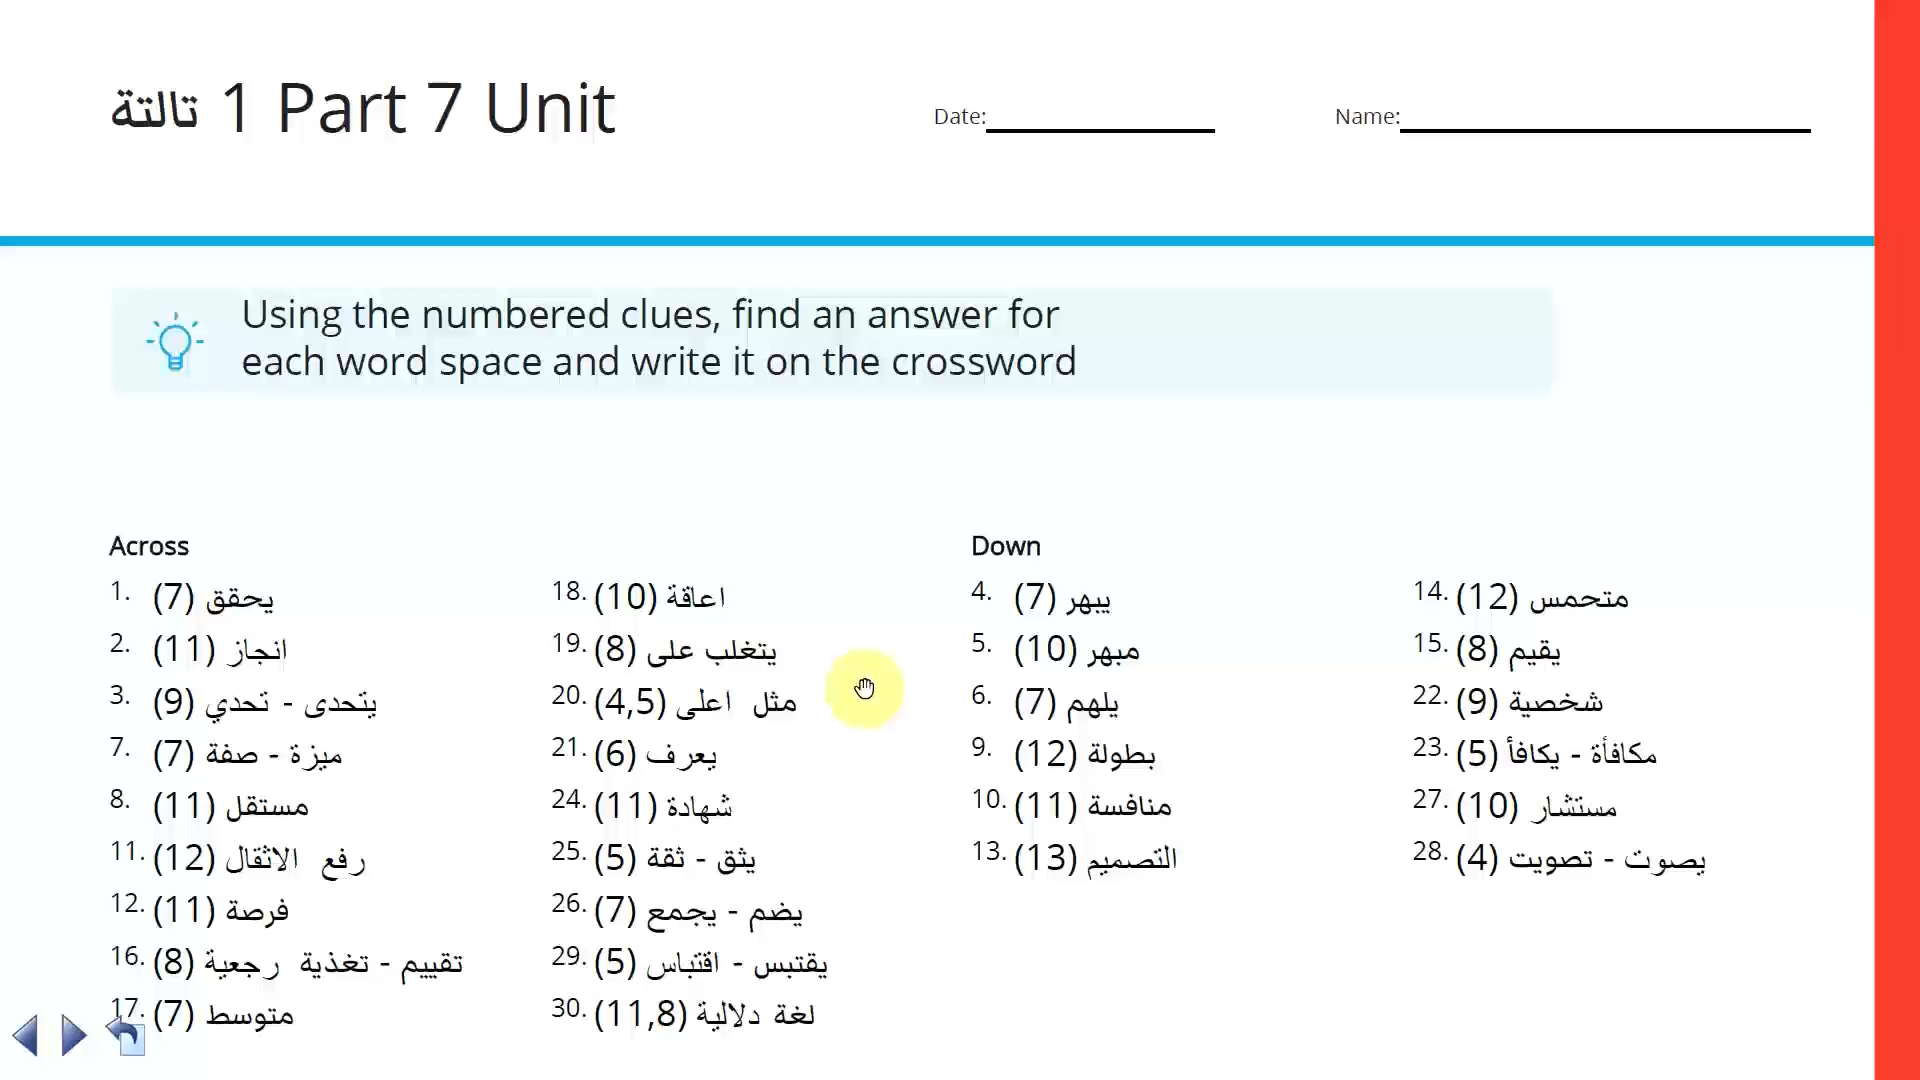 تالتة 1 Part 7 Unit
Date:
Name:
Using the numbered clues, find an answer for
each word space and write it on the crossword
Across
1. (7) يحقق
2. (11) انجاز
3. (9) يتحدى - تحدي
7. (7) ميزة - صفة
8. (11) مستقل
11. (12) رفع الاثقال
12. (11) فرصة
16. (8) تقييم - تغذية رجعية
17. (7) متوسط
18. (10) اعاقة
19. (8) يتغلب على
20. (4,5) مثل اعلى
21. (6) يعرف
24. (11) شهادة
25. (5) يثق - ثقة
26. (7) يضم - يجمع
29. (5) يقتبس - اقتباس
30. (11,8) لغة دلالية
Down
4. (7) يبهر
5. (10) مبهر
6. (7) يلهم
9. (12) بطولة
10. (11) منافسة
13. (13) التصميم
14. (12) متحمس
15. (8) يقيم
22. (9) شخصية
23. (5) مكافأة - يكافأ
27. (10) مستشار
28. (4) بصوت - تصويت